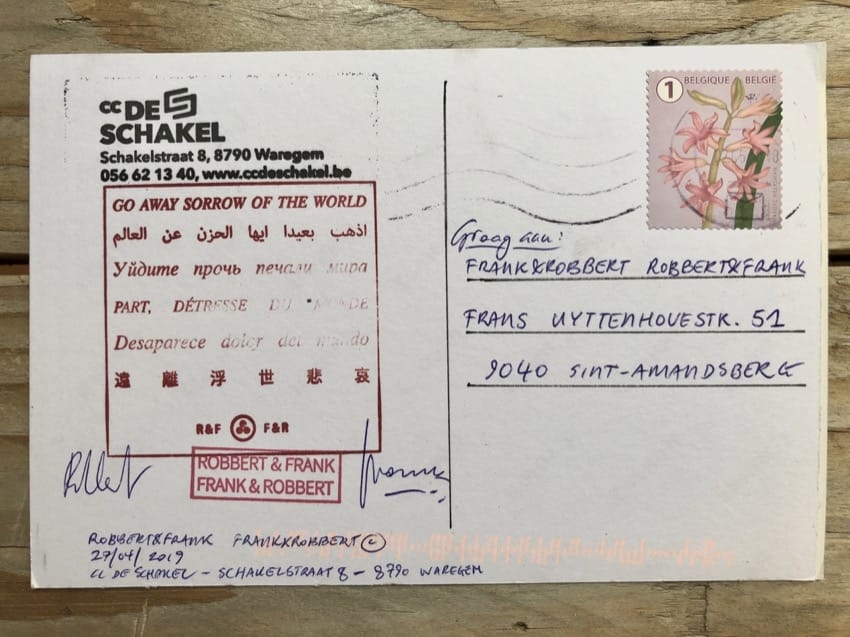 cc DE
SCHAKEL
Schakelstraat 8, 8790 Waregem
056 62 13 40, www.ccdeschakel.be
GO AWAY SORROW OF THE WORLD
اذهب بعيدا ايها الحزن عن العالم
Уйдите прочь печали мира
PART, DÉTRESSE DU MONDE
Desaparece dolor del mundo
遠 離 浮 世 悲 哀
R&F F&R
ROBBERT & FRANK
FRANK & ROBBERT
ROBBERT&FRANK FRANK&ROBBERT ©
27/04/2019
CC DE SCHAKEL - SCHAKELSTRAAT 8 - 8790 WAREGEM
1 BELGIQUE BELGIË
Graag aan:
FRANK&ROBBERT ROBBERT&FRANK
FRANS UYTTENHOVESTR. 51
9040 SINT-AMANDSBERG